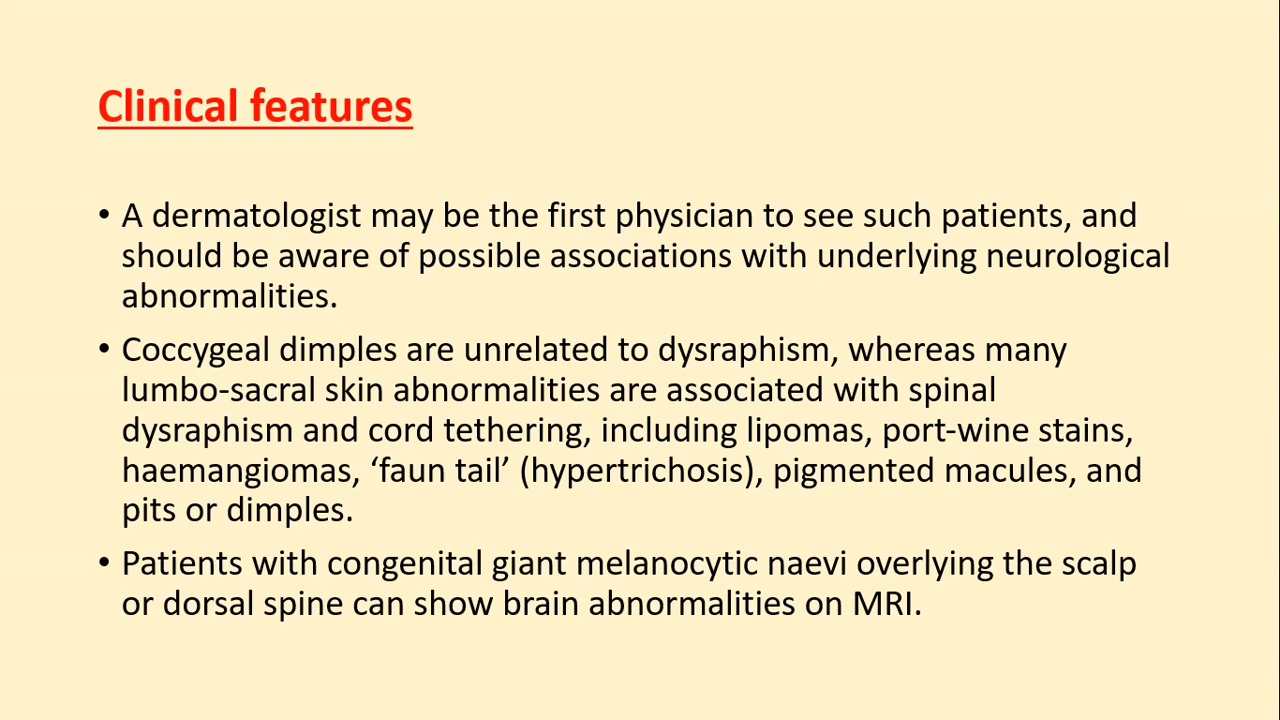 Clinical features
• A dermatologist may be the first physician to see such patients, and
should be aware of possible associations with underlying neurological
abnormalities.
• Coccygeal dimples are unrelated to dysraphism, whereas many
lumbo-sacral skin abnormalities are associated with spinal
dysraphism and cord tethering, including lipomas, port-wine stains,
haemangiomas, ‘faun tail’ (hypertrichosis), pigmented macules, and
pits or dimples.
• Patients with congenital giant melanocytic naevi overlying the scalp
or dorsal spine can show brain abnormalities on MRI.